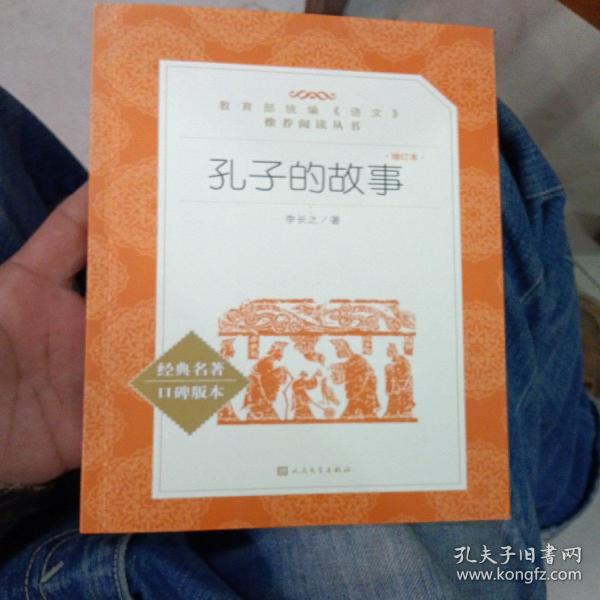 教育部统编《语文》
推荐阅读丛书
·增订本·
孔子的故事
李长之／著
经典名著
口碑版本
人民文学出版社
孔夫子旧书网
www.kongfz.com